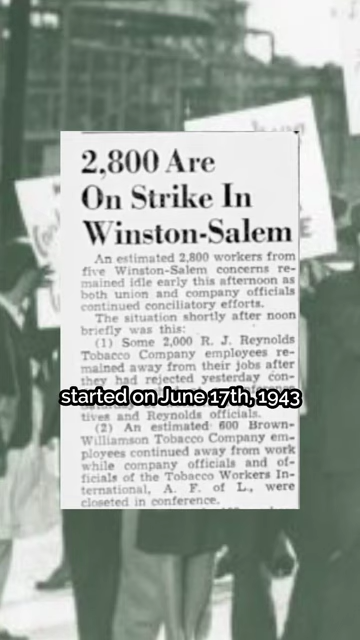 2,800 Are
On Strike In
Winston-Salem
An estimated 2,800 workers from
five Winston-Salem concerns re-
mained idle early this afternoon as
both union and company officials
continued conciliatory efforts.
The situation shortly after noon
briefly was this:
(1) Some 2,000 R. J. Reynolds
Tobacco Company employees re-
mained away from their jobs after
they had rejected yesterday con-
started on June 17th, 1943
tives and Reynolds officials.
(2) An estimated 600 Brown-
Williamson Tobacco Company em-
ployees continued away from work
while company officials and of-
ficials of the Tobacco Workers In-
ternational, A. F. of L., were
closeted in conference.